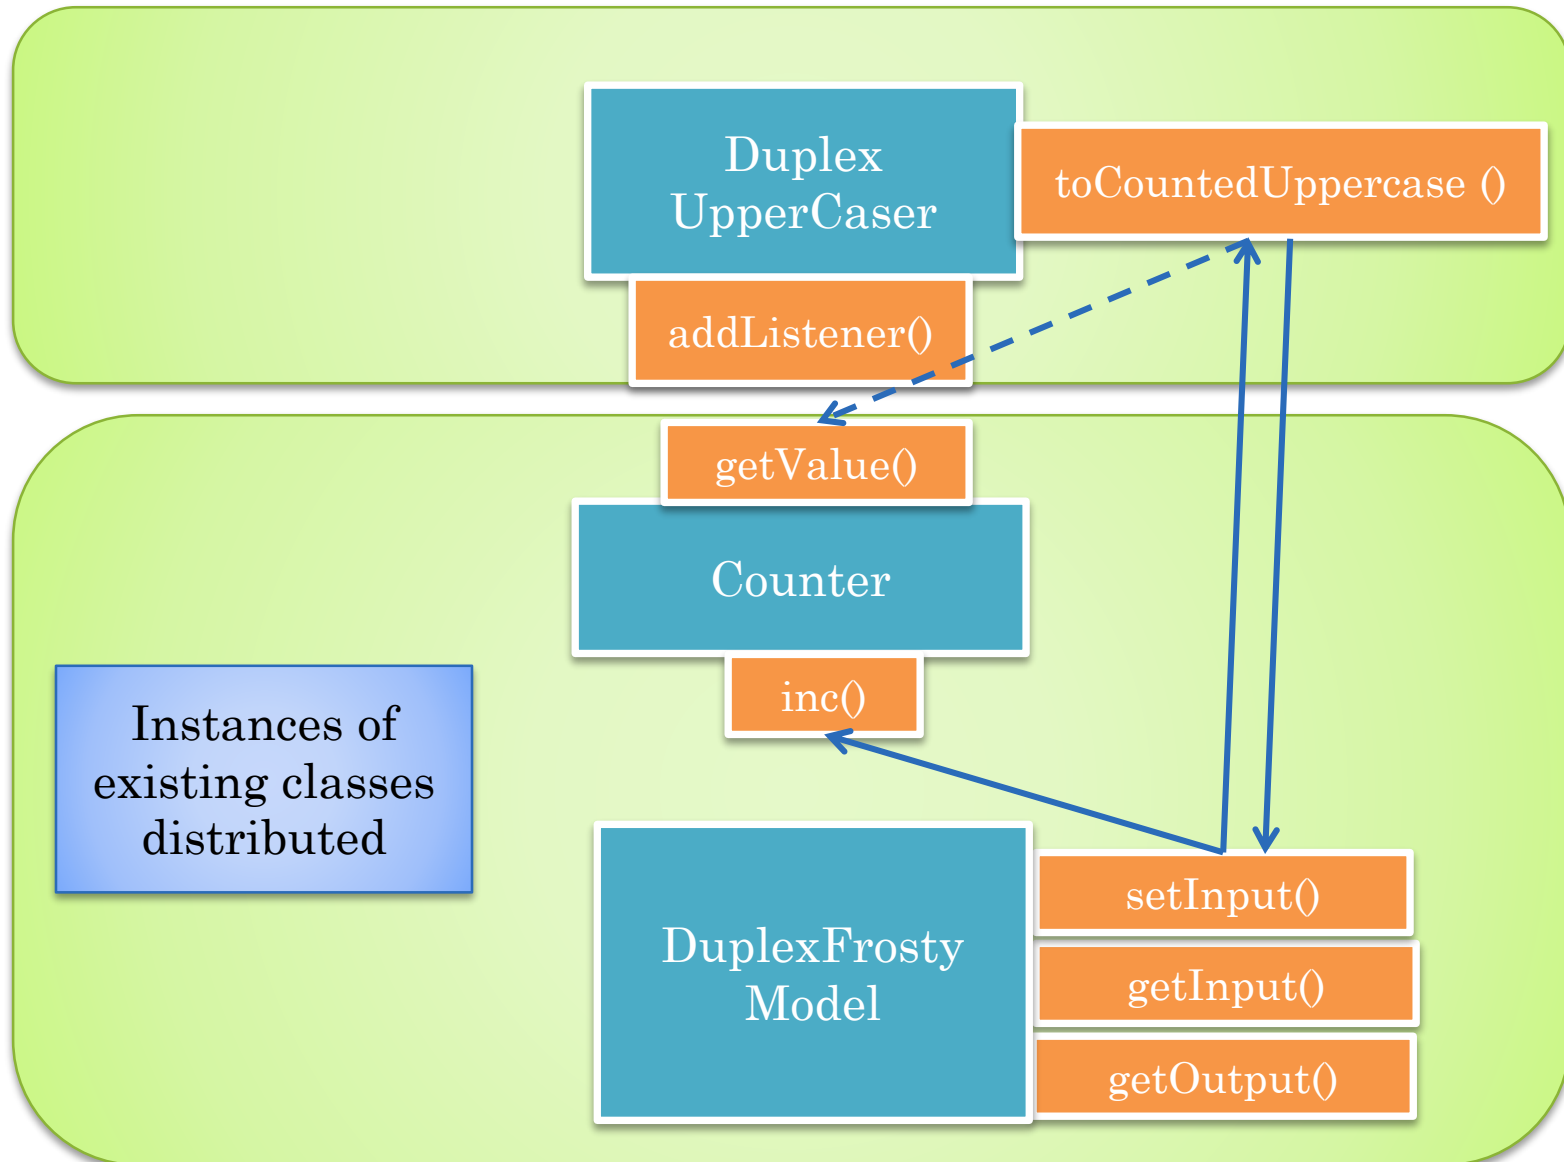 Duplex
UpperCaser
toCountedUppercase ()
addListener()
getValue()
Counter
inc()
Instances of
existing classes
distributed
DuplexFrosty
Model
setInput()
getInput()
getOutput()